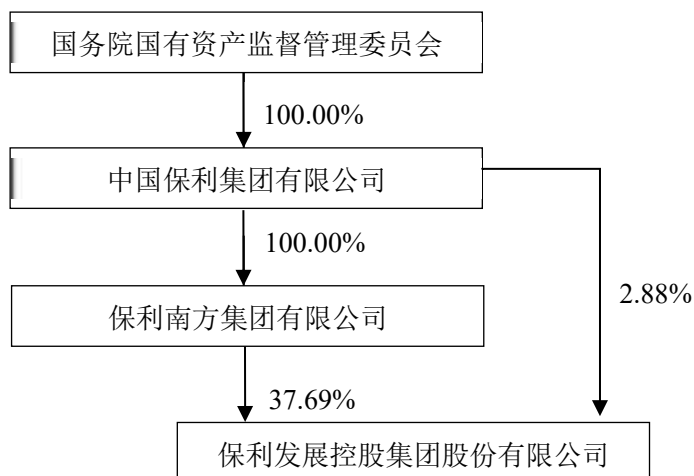 国务院国有资产监督管理委员会
100.00%
中国保利集团有限公司
100.00%
2.88%
保利南方集团有限公司
37.69%
保利发展控股集团股份有限公司